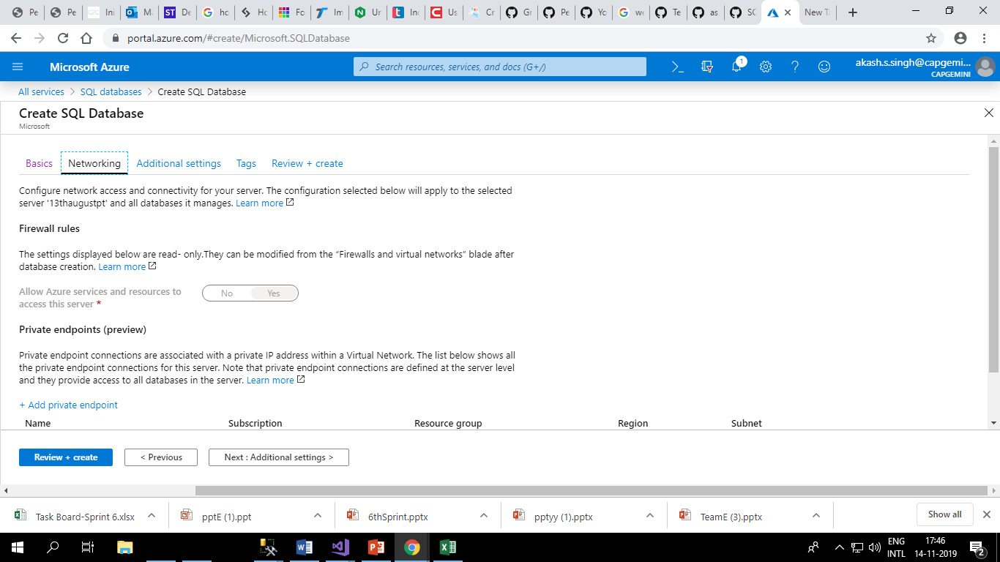 Pe
Pe
Ini
M
De
ho
Ho
Fo
Im
Ur
Inc
Us
Cr
Gr
Pe
Yo
we
Te
as
SC
New T
portal.azure.com/#create/Microsoft.SQLDatabase
Microsoft Azure
Search resources, services, and docs (G+/)
1
akash.s.singh@capgemi...
CAPGEMINI
All services > SQL databases > Create SQL Database
Create SQL Database
Microsoft
Basics Networking Additional settings Tags Review + create
Configure network access and connectivity for your server. The configuration selected below will apply to the selected
server '13thaugustpt' and all databases it manages. Learn more
Firewall rules
The settings displayed below are read- only.They can be modified from the “Firewalls and virtual networks” blade after
database creation. Learn more
Allow Azure services and resources to
access this server *
No Yes
Private endpoints (preview)
Private endpoint connections are associated with a private IP address within a Virtual Network. The list below shows all
the private endpoint connections for this server. Note that private endpoint connections are defined at the server level
and they provide access to all databases in the server. Learn more
+ Add private endpoint
Name Subscription Resource group Region Subnet
Review + create < Previous Next : Additional settings >
Task Board-Sprint 6.xlsx pptE (1).ppt 6thSprint.pptx pptyy (1).pptx TeamE (3).pptx Show all
ENG 17:46
INTL 14-11-2019 2